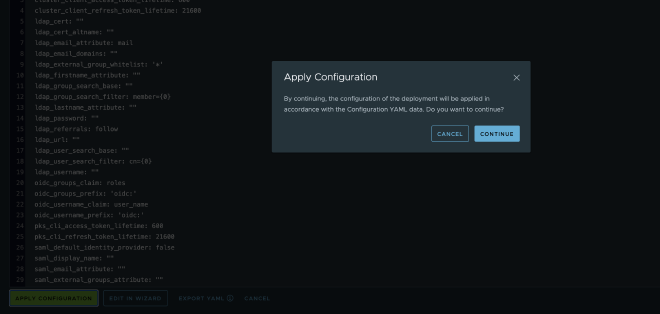 3 cluster_client_access_token_lifetime: 600
4 cluster_client_refresh_token_lifetime: 21600
5 ldap_cert: ""
6 ldap_cert_altname: ""
7 ldap_email_attribute: mail
8 ldap_email_domains: ""
9 ldap_external_group_whitelist: '*'
10 ldap_firstname_attribute: ""
11 ldap_group_search_base: ""
12 ldap_group_search_filter: member={0}
13 ldap_lastname_attribute: ""
14 ldap_password: ""
15 ldap_referrals: follow
16 ldap_url: ""
17 ldap_user_search_base: ""
18 ldap_user_search_filter: cn={0}
19 ldap_username: ""
20 oidc_groups_claim: roles
21 oidc_groups_prefix: 'oidc:'
22 oidc_username_claim: user_name
23 oidc_username_prefix: 'oidc:'
24 pks_cli_access_token_lifetime: 600
25 pks_cli_refresh_token_lifetime: 21600
26 saml_default_identity_provider: false
27 saml_display_name: ""
28 saml_email_attribute: ""
29 saml_external_groups_attribute: ""
Apply Configuration
By continuing, the configuration of the deployment will be applied in
accordance with the Configuration YAML data. Do you want to continue?
CANCEL CONTINUE
APPLY CONFIGURATION EDIT IN WIZARD EXPORT YAML CANCEL